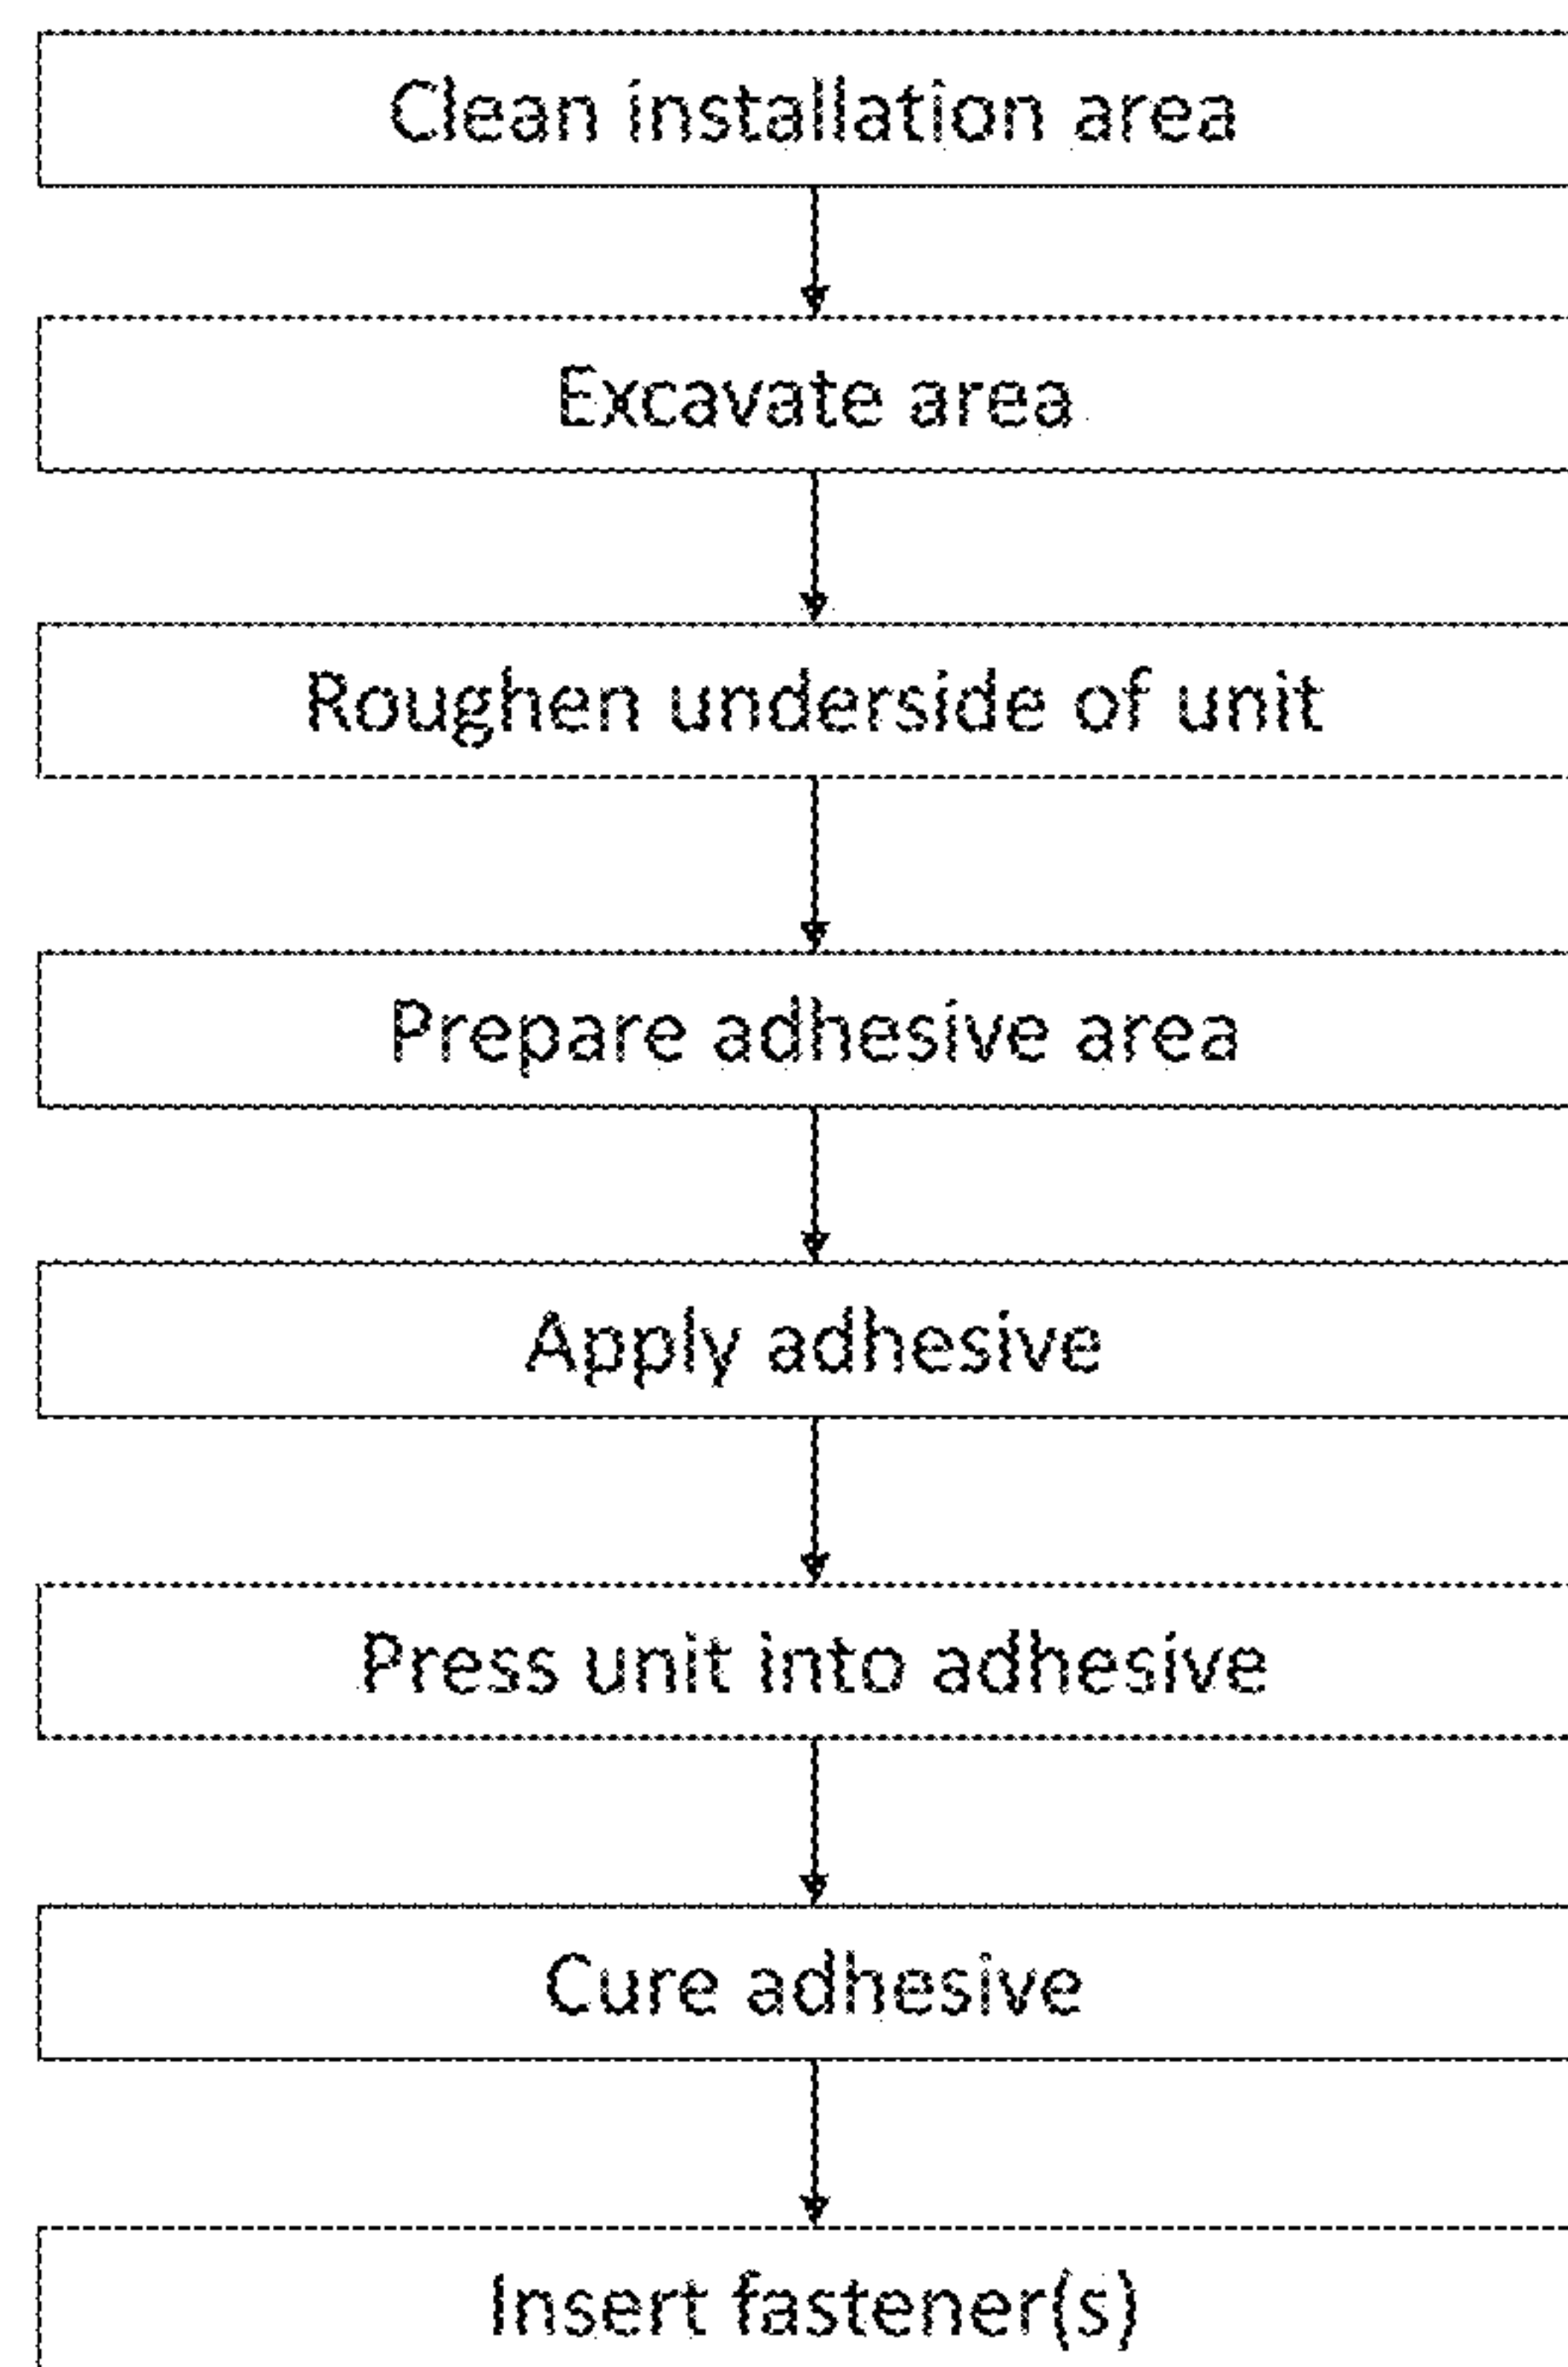 Clean installation area
Excavate area
Roughen underside of unit
Prepare adhesive area
Apply adhesive
Press unit into adhesive
Cure adhesive
Insert fastener(s)